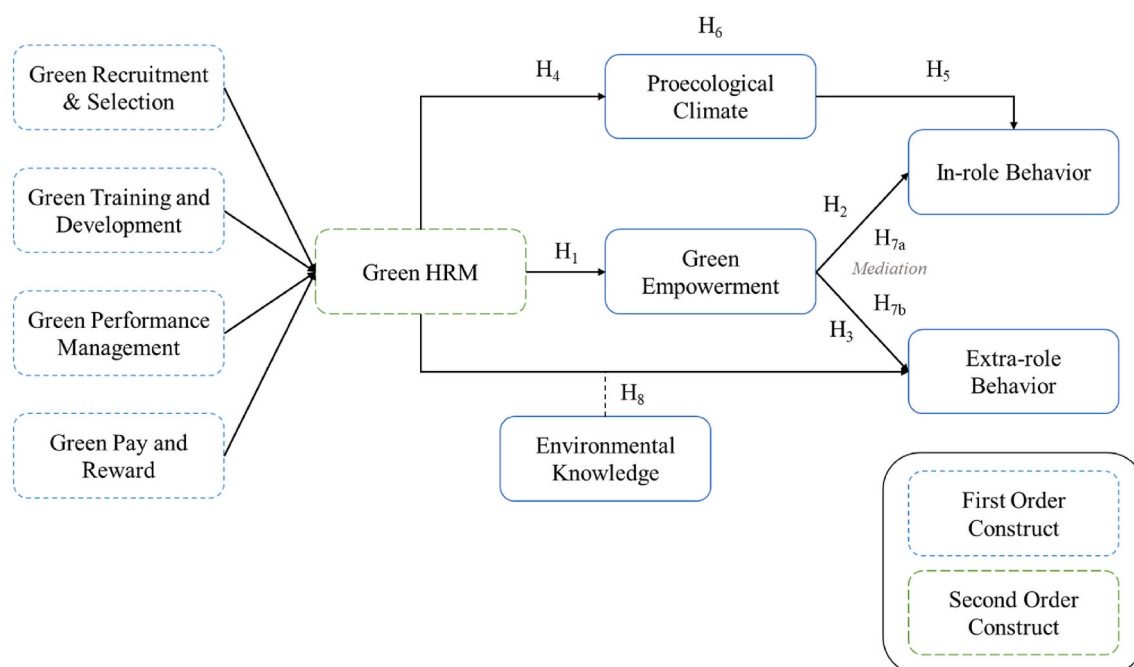 Green Recruitment
& Selection
Green Training and
Development
Green Performance
Management
Green Pay and
Reward
Green HRM
H6
H4
Proecological
Climate
H5
In-role Behavior
H1
Green
Empowerment
H2
H7a
Mediation
H7b
H3
Extra-role
Behavior
H8
Environmental
Knowledge
First Order
Construct
Second Order
Construct